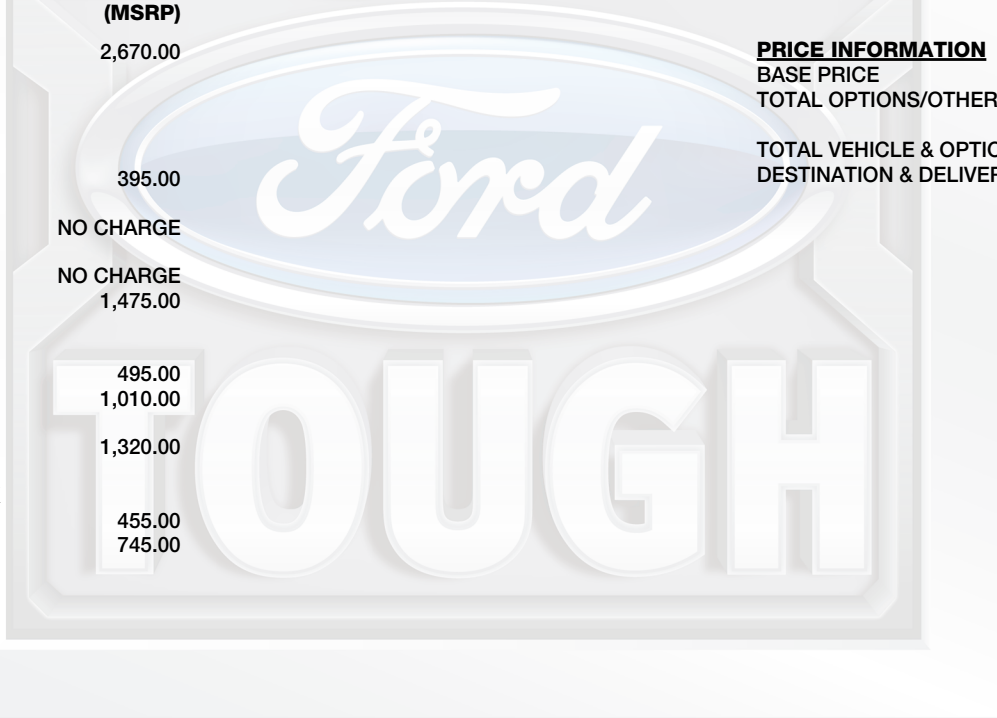 (MSRP)
2,670.00
395.00
NO CHARGE
NO CHARGE
1,475.00
495.00
1,010.00
1,320.00
455.00
745.00
PRICE INFORMATION
BASE PRICE
TOTAL OPTIONS/OTHER
TOTAL VEHICLE & OPTIO
DESTINATION & DELIVER
Ford
TOUGH